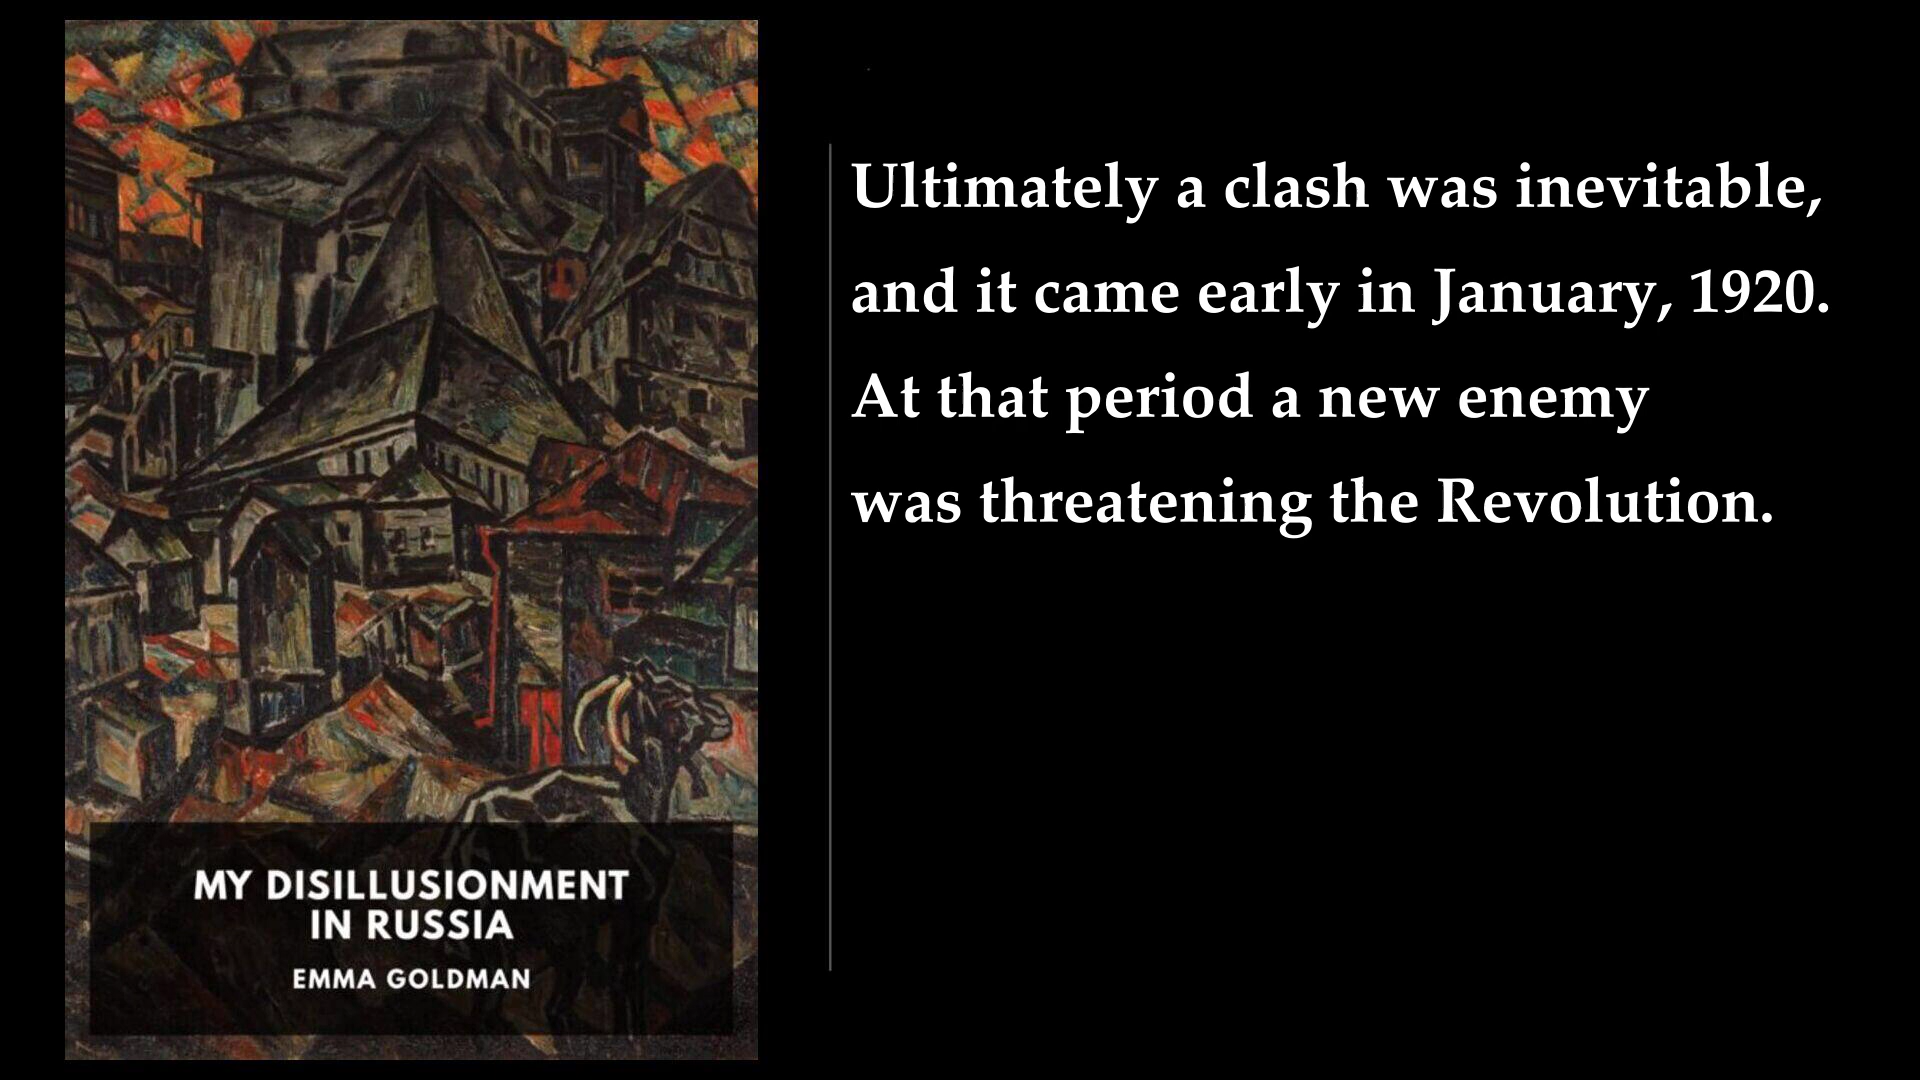 Ultimately a clash was inevitable,
and it came early in January, 1920.
At that period a new enemy
was threatening the Revolution.
MY DISILLUSIONMENT
IN RUSSIA
EMMA GOLDMAN